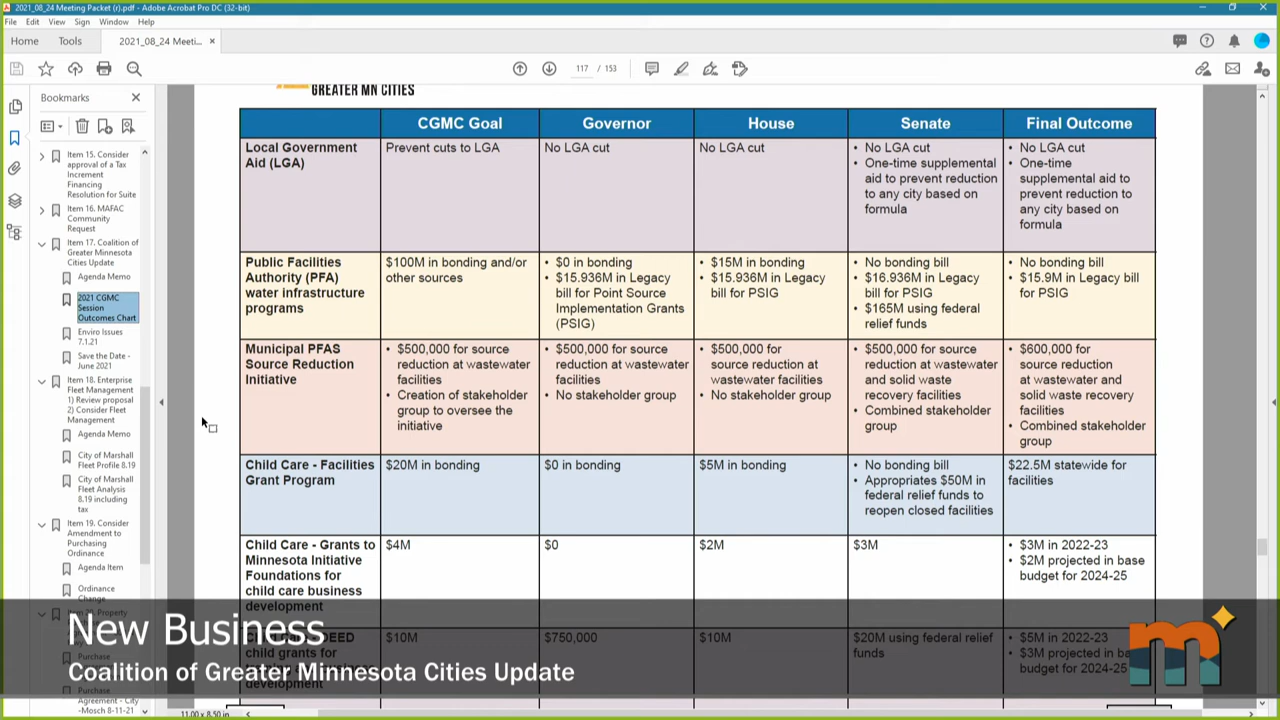 2021_08_24 Meeting Packet (r).pdf - Adobe Acrobat Pro DC (32-bit)
File Edit View Sign Window Help
Home Tools 2021_08_24 Meeti... ×
117 / 153
Bookmarks
Item 15. Consider
approval of a Tax
Increment
Financing
Resolution for Suite
Item 16. MAFAC
Community
Request
Item 17. Coalition of
Greater Minnesota
Cities Update
Agenda Memo
2021 CGMC
Session
Outcomes Chart
Enviro Issues
7.1.21
Save the Date -
June 2021
Item 18. Enterprise
Fleet Management
1) Review proposal
2) Consider Fleet
Management
Agenda Memo
City of Marshall
Fleet Profile 8.19
City of Marshall
Fleet Analysis
8.19 including
tax
Item 19. Consider
Amendment to
Purchasing
Ordinance
Agenda Item
Ordinance
Change
Property
Purchase
Purchase
Agreement - City
-Mosch 8-11-21
11.00 x 8.50 in
GREATER MN CITIES
CGMC Goal Governor House Senate Final Outcome
Local Government
Aid (LGA)
Prevent cuts to LGA
No LGA cut
No LGA cut
• No LGA cut
• One-time supplemental
aid to prevent reduction
to any city based on
formula
• No LGA cut
• One-time
supplemental aid to
prevent reduction to
any city based on
formula
Public Facilities
Authority (PFA)
water infrastructure
programs
$100M in bonding and/or
other sources
• $0 in bonding
• $15.936M in Legacy
bill for Point Source
Implementation Grants
(PSIG)
• $15M in bonding
• $15.936M in Legacy
bill for PSIG
• No bonding bill
• $16.936M in Legacy
bill for PSIG
• $165M using federal
relief funds
• No bonding bill
• $15.9M in Legacy bill
for PSIG
Municipal PFAS
Source Reduction
Initiative
• $500,000 for source
reduction at wastewater
facilities
• Creation of stakeholder
group to oversee the
initiative
• $500,000 for source
reduction at wastewater
facilities
• No stakeholder group
• $500,000 for
source reduction at
wastewater facilities
• No stakeholder group
• $500,000 for source
reduction at wastewater
and solid waste
recovery facilities
• Combined stakeholder
group
• $600,000 for
source reduction
at wastewater and
solid waste recovery
facilities
• Combined stakeholder
group
Child Care - Facilities
Grant Program
$20M in bonding
$0 in bonding
$5M in bonding
• No bonding bill
• Appropriates $50M in
federal relief funds to
reopen closed facilities
$22.5M statewide for
facilities
Child Care - Grants to
Minnesota Initiative
Foundations for
child care business
development
$4M
$0
$2M
$3M
• $3M in 2022-23
• $2M projected in base
budget for 2024-25
DEED
child grants for
development
$10M
$750,000
$10M
$20M using federal relief
funds
• $5M in 2022-23
• $3M projected in
budget for 2024-25
New Business
Coalition of Greater Minnesota Cities Update